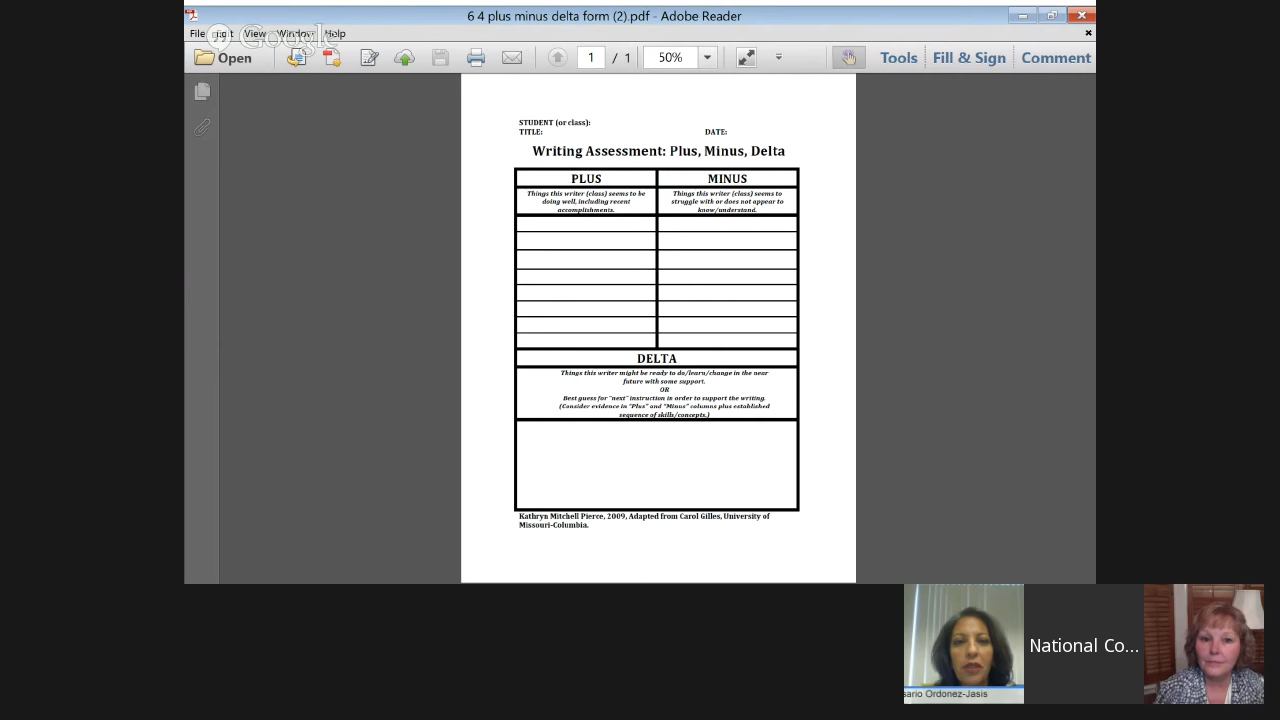 6 4 plus minus delta form (2).pdf - Adobe Reader
Google
File Edit View Window Help
Open 1 / 1 50% Tools Fill & Sign Comment
STUDENT (or class):
TITLE: DATE:
Writing Assessment: Plus, Minus, Delta
PLUS MINUS
Things this writer (class) seems to be Things this writer (class) seems to
doing well, including recent struggle with or does not appear to
accomplishments. know/understand.
DELTA
Things this writer might be ready to do/learn/change in the near
future with some support.
OR
Best guess for "next" instruction in order to support the writing.
(Consider evidence in "Plus" and "Minus" columns plus established
sequence of skills/concepts.)
Kathryn Mitchell Pierce, 2009, Adapted from Carol Gilles, University of
Missouri-Columbia.
National Co...
sario Ordonez-Jasis